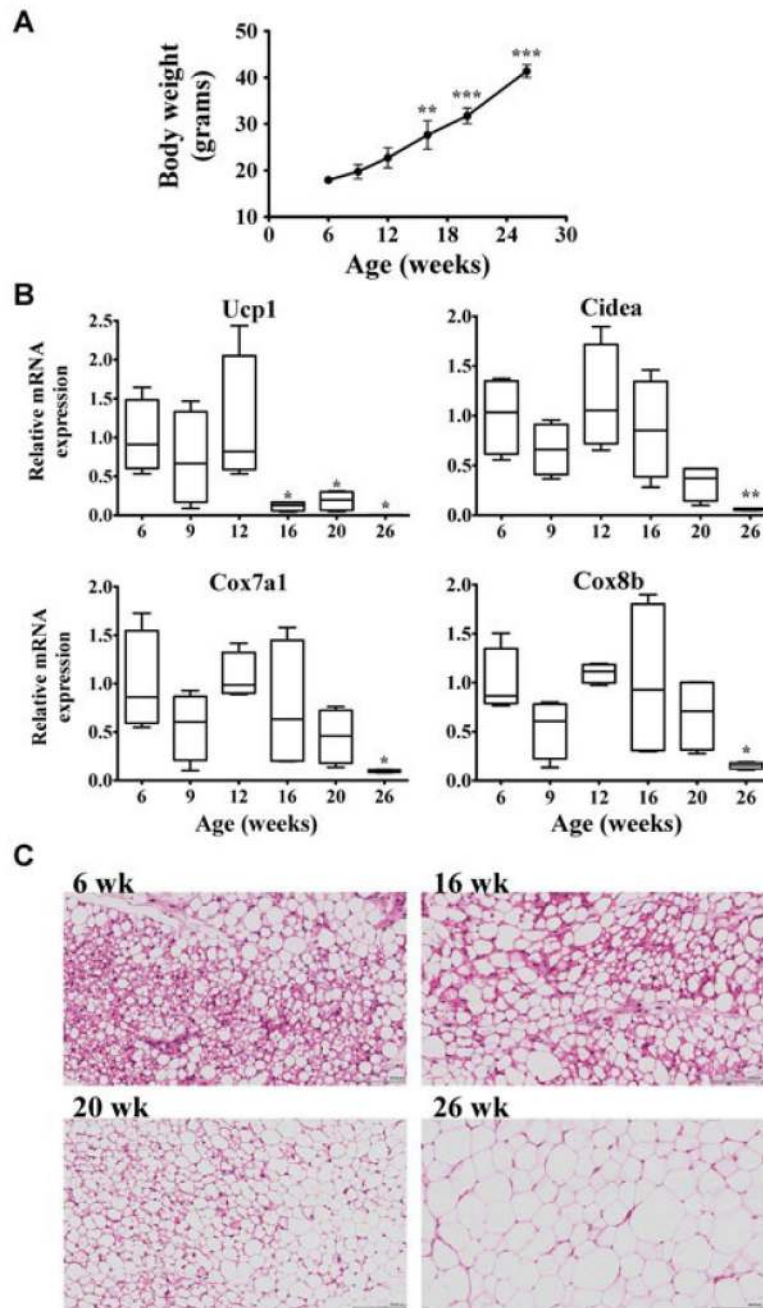 A
Body weight
(grams)
50
40
30
20
10
** *** ***
0 6 12 18 24 30
Age (weeks)
B
Ucp1
Relative mRNA
expression
2.5
2.0
1.5
1.0
0.5
0.0
* * *
6 9 12 16 20 26
Cidea
2.0
1.5
1.0
0.5
0.0
**
6 9 12 16 20 26
Cox7a1
Relative mRNA
expression
2.0
1.5
1.0
0.5
0.0
*
6 9 12 16 20 26
Age (weeks)
Cox8b
2.0
1.5
1.0
0.5
0.0
*
6 9 12 16 20 26
Age (weeks)
C
6 wk
16 wk
20 wk
26 wk